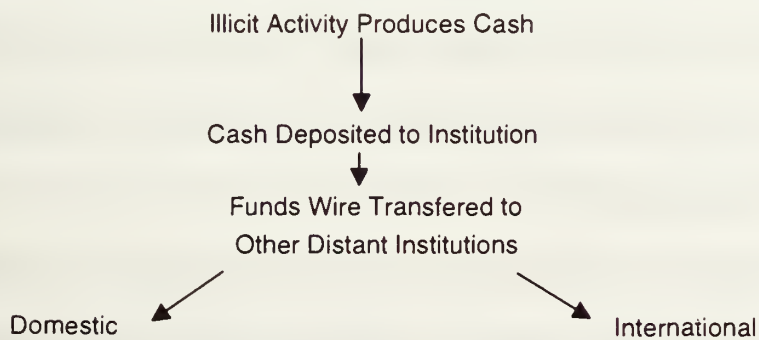 Illicit Activity Produces Cash
Cash Deposited to Institution
Funds Wire Transfered to
Other Distant Institutions
Domestic
International